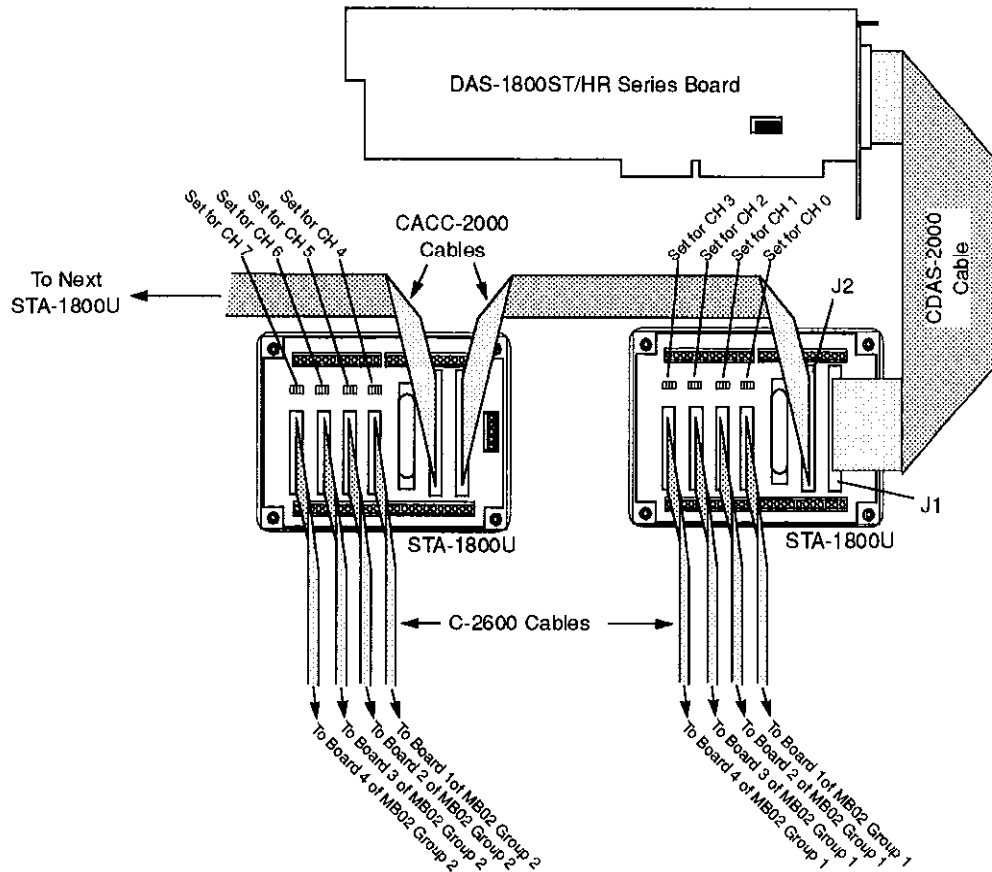 DAS-1800ST/HR Series Board
Set for CH 7
Set for CH 6
Set for CH 5
Set for CH 4
CACC-2000
Cables
Set for CH 3
Set for CH 2
Set for CH 1
Set for CH 0
CDAS-2000
Cable
To Next
STA-1800U
J2
J1
STA-1800U
STA-1800U
C-2600 Cables
To Board 4 of MB02 Group 2
To Board 3 of MB02 Group 2
To Board 2 of MB02 Group 2
To Board 1of MB02 Group 2
To Board 4 of MB02 Group 1
To Board 3 of MB02 Group 1
To Board 2 of MB02 Group 1
To Board 1of MB02 Group 1